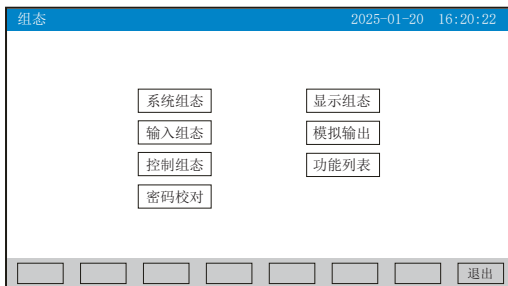 组态 2025-01-20 16:20:22
系统组态 显示组态
输入组态 模拟输出
控制组态 功能列表
密码校对
退出